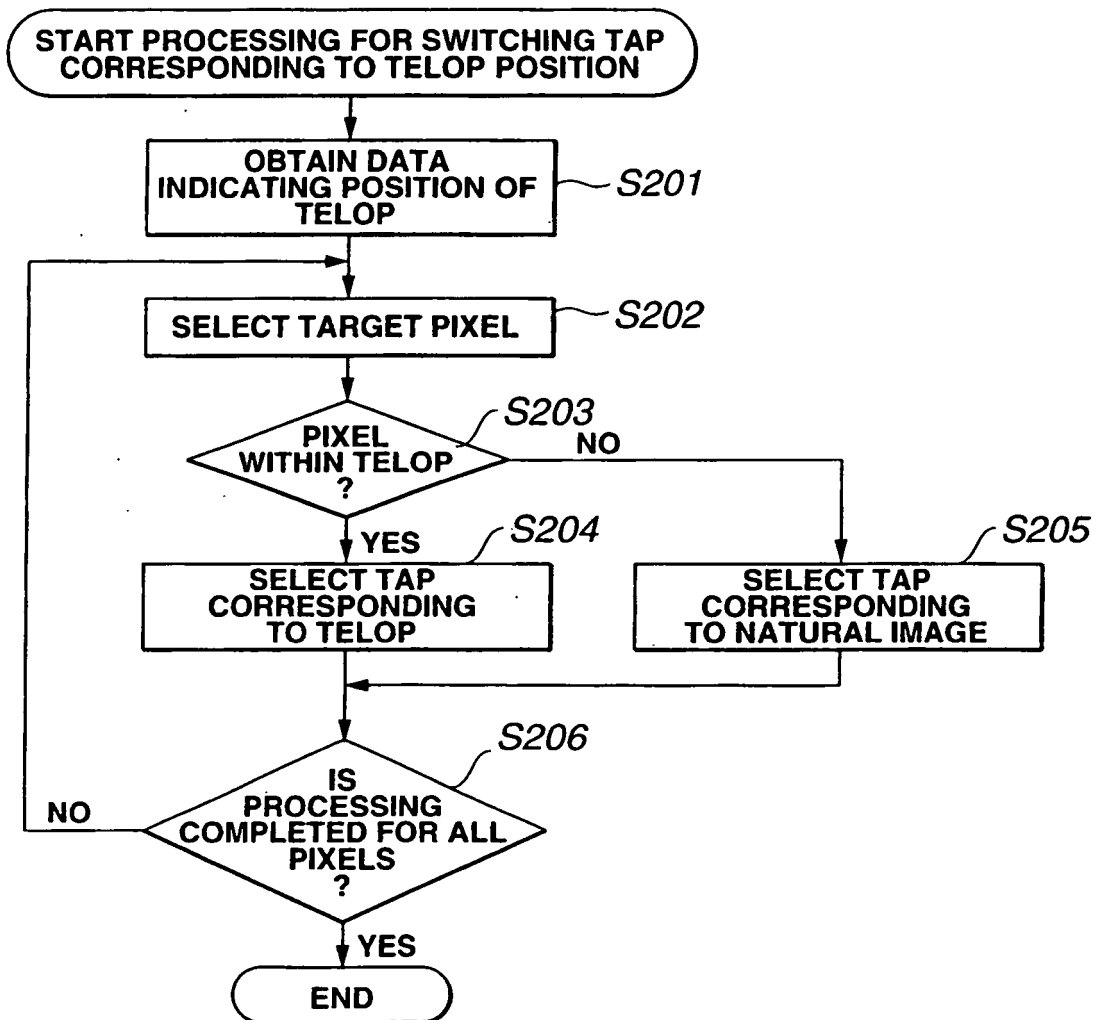 START PROCESSING FOR SWITCHING TAP
CORRESPONDING TO TELOP POSITION
OBTAIN DATA
INDICATING POSITION OF
TELOP
S201
SELECT TARGET PIXEL
S202
PIXEL
WITHIN TELOP
?
S203
NO
YES
S204
SELECT TAP
CORRESPONDING
TO TELOP
S205
SELECT TAP
CORRESPONDING
TO NATURAL IMAGE
S206
IS
PROCESSING
COMPLETED FOR ALL
PIXELS
?
NO
YES
END